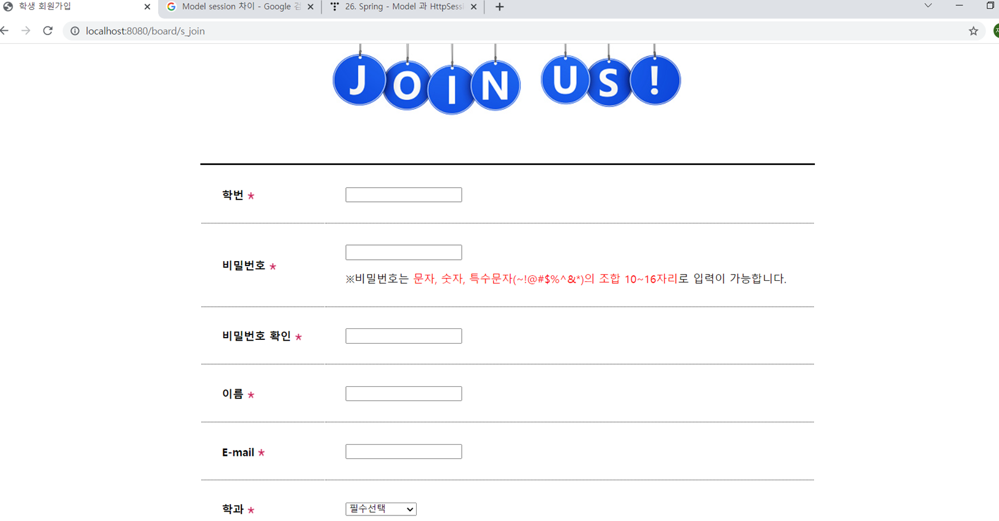 학생 회원가입
Model session 차이 - Google 검
26. Spring - Model 과 HttpSessi
localhost:8080/board/s_join
JOIN US!
학번 *
비밀번호 *
※비밀번호는 문자, 숫자, 특수문자(~!@#$%^&*)의 조합 10~16자리로 입력이 가능합니다.
비밀번호 확인 *
이름 *
E-mail *
학과 *
필수선택